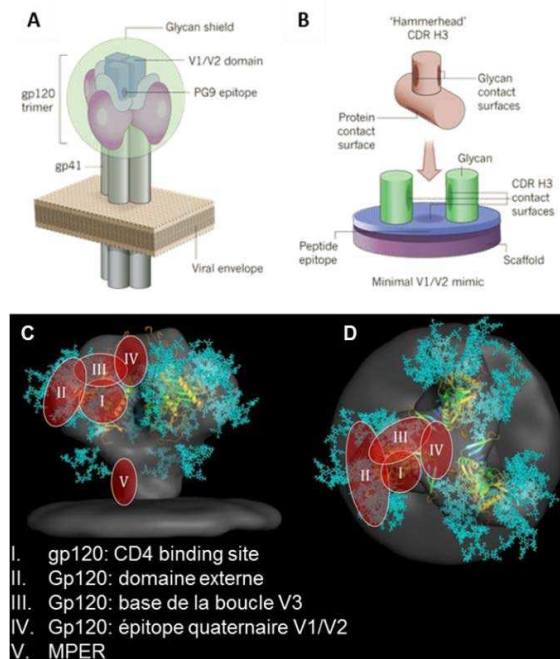 A
Glycan shield
V1/V2 domain
PG9 epitope
gp120
trimer
gp41
Viral envelope
B
'Hammerhead'
CDR H3
Glycan
contact
surfaces
Protein
contact
surface
Glycan
CDR H3
contact
surfaces
Peptide
epitope
Scaffold
Minimal V1/V2 mimic
C
IV
III
II
I
V
D
III
IV
II
I
I. gp120: CD4 binding site
II. Gp120: domaine externe
III. Gp120: base de la boucle V3
IV. Gp120: épitope quaternaire V1/V2
V. MPER